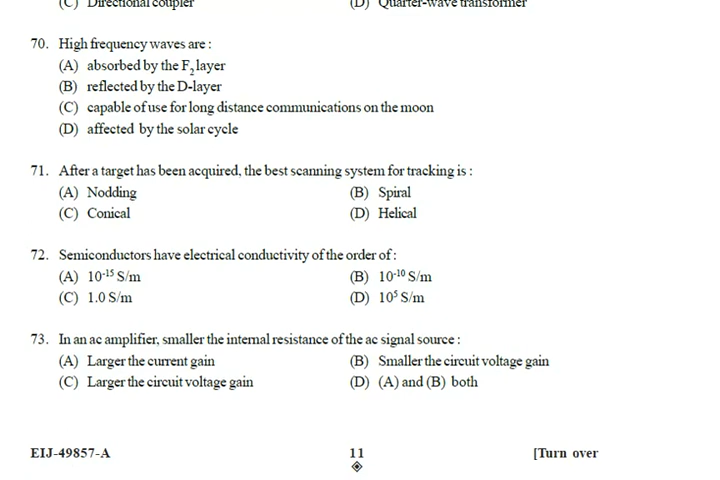 (C) Directional coupler (D) Quarter-wave transformer
70. High frequency waves are :
(A) absorbed by the F₂ layer
(B) reflected by the D-layer
(C) capable of use for long distance communications on the moon
(D) affected by the solar cycle
71. After a target has been acquired, the best scanning system for tracking is :
(A) Nodding (B) Spiral
(C) Conical (D) Helical
72. Semiconductors have electrical conductivity of the order of :
(A) 10⁻¹⁵ S/m (B) 10⁻¹⁰ S/m
(C) 1.0 S/m (D) 10⁵ S/m
73. In an ac amplifier, smaller the internal resistance of the ac signal source :
(A) Larger the current gain (B) Smaller the circuit voltage gain
(C) Larger the circuit voltage gain (D) (A) and (B) both
EIJ-49857-A 11 [Turn over